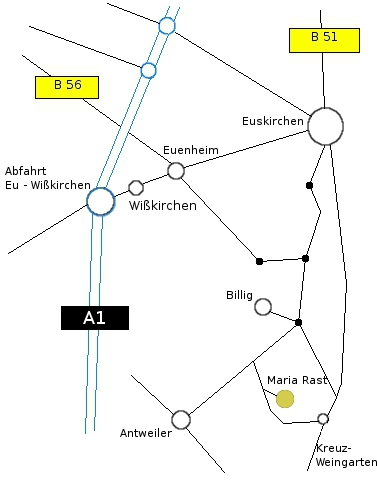 B 51
B 56
Euskirchen
Euenheim
Abfahrt
Eu - Wißkirchen
Wißkirchen
Billig
A1
Maria Rast
Antweiler
Kreuz-
Weingarten